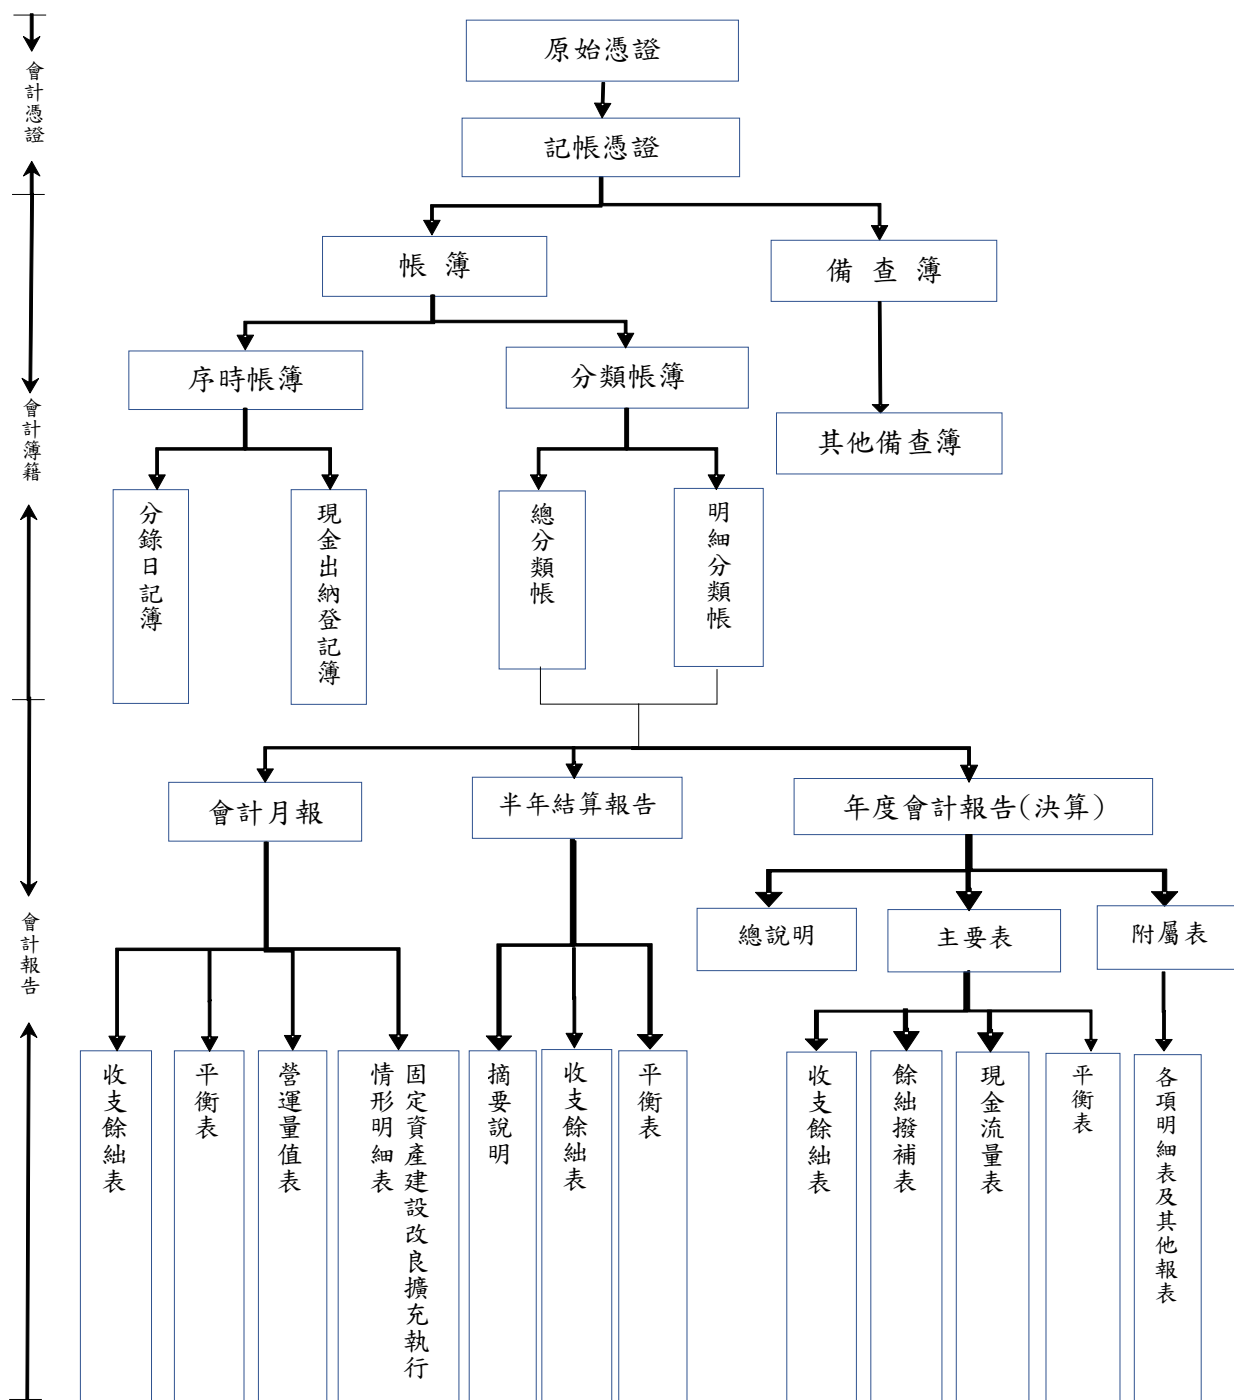 會計憑證
原始憑證
記帳憑證
帳 簿
備 查 簿
會計簿籍
序時帳簿
分類帳簿
其他備查簿
分錄日記簿
現金出納登記簿
總分類帳
明細分類帳
會計報告
會計月報
半年結算報告
年度會計報告(決算)
總說明
主要表
附屬表
收支餘絀表
平衡表
營運量值表
固定資產建設改良擴充執行
情形明細表
摘要說明
收支餘絀表
平衡表
收支餘絀表
餘絀撥補表
現金流量表
平衡表
各項明細表及其他報表